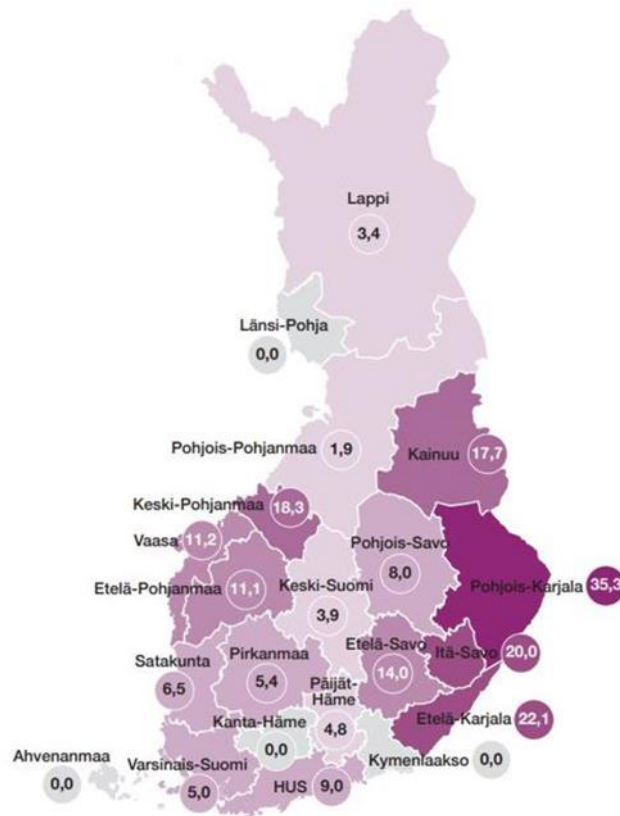 Lappi
3,4
Länsi-Pohja
0,0
Pohjois-Pohjanmaa
1,9
Kainuu
17,7
Keski-Pohjanmaa
18,3
Vaasa
11,2
Pohjois-Savo
8,0
Etelä-Pohjanmaa
11,1
Keski-Suomi
3,9
Pohjois-Karjala
35,3
Etelä-Savo
14,0
Itä-Savo
20,0
Satakunta
6,5
Pirkanmaa
5,4
Päijät-
Häme
4,8
Kanta-Häme
0,0
Etelä-Karjala
22,1
Kymenlaakso
0,0
Ahvenanmaa
0,0
Varsinais-Suomi
5,0
HUS
9,0